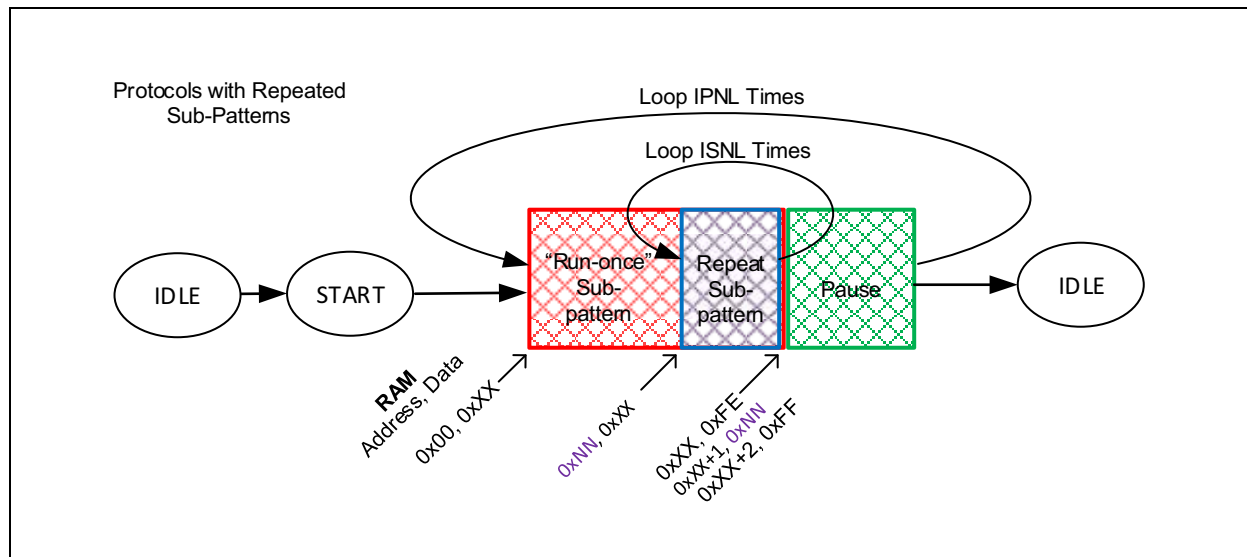 Protocols with Repeated
Sub-Patterns
Loop IPNL Times
Loop ISNL Times
IDLE
START
“Run-once”
Sub-
pattern
Repeat
Sub-
pattern
Pause
IDLE
RAM
Address, Data
0x00, 0xXX
0xNN, 0xXX
0xXX, 0xFE
0xXX+1, 0xNN
0xXX+2, 0xFF